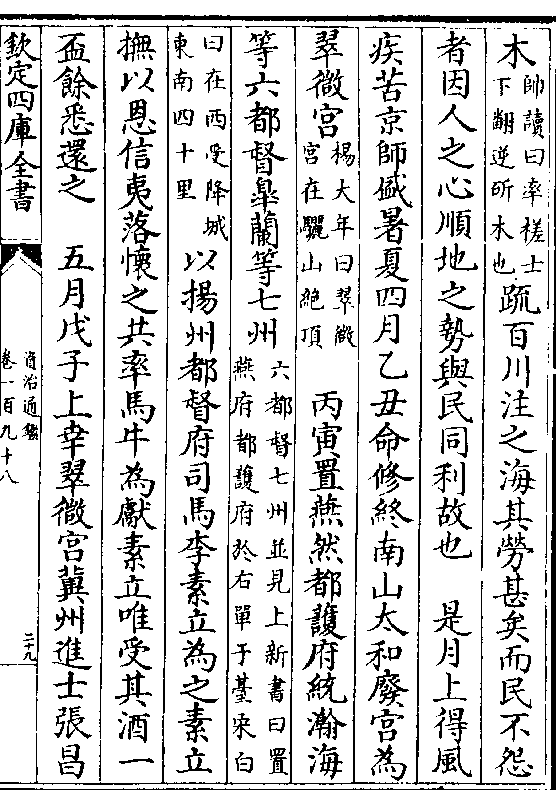 木帥讀曰率槎士下翻逆斫木也疏百川注之海其勞甚矣而民不怨
者因人之心順地之勢與民同利故也　是月上得風
疾苦京師盛暑夏四月乙丑命修終南山太和廢宮為
翠微宮楊大年曰翠微宮在驪山絶頂　丙寅置燕然都護府統瀚海
等六都督臯蘭等七州六都督七州並見上新書曰置燕府都護府於右單于臺宋白
曰在西受降城東南四十里以揚州都督府司馬李素立為之素立
撫以恩信夷落懷之共率馬牛為獻素立唯受其酒一
盃餘悉還之　五月戊子上幸翠微宮冀州進士張昌
欽定四庫全書
資治通鑑
卷一百九十八
二十九